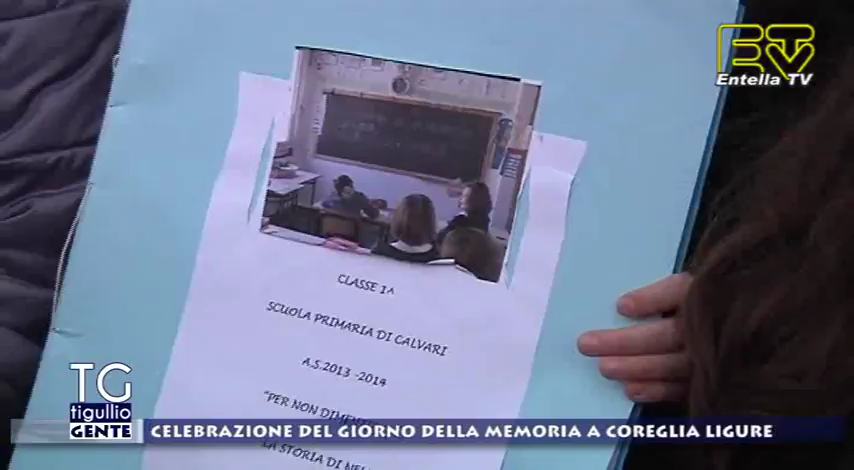 Entella TV
CLASSE 1^
SCUOLA PRIMARIA DI CALVARI
A.S.2013 -2014
"PER NON
LA STORIA DI
TG
tigullio
GENTE
CELEBRAZIONE DEL GIORNO DELLA MEMORIA A COREGLIA LIGURE